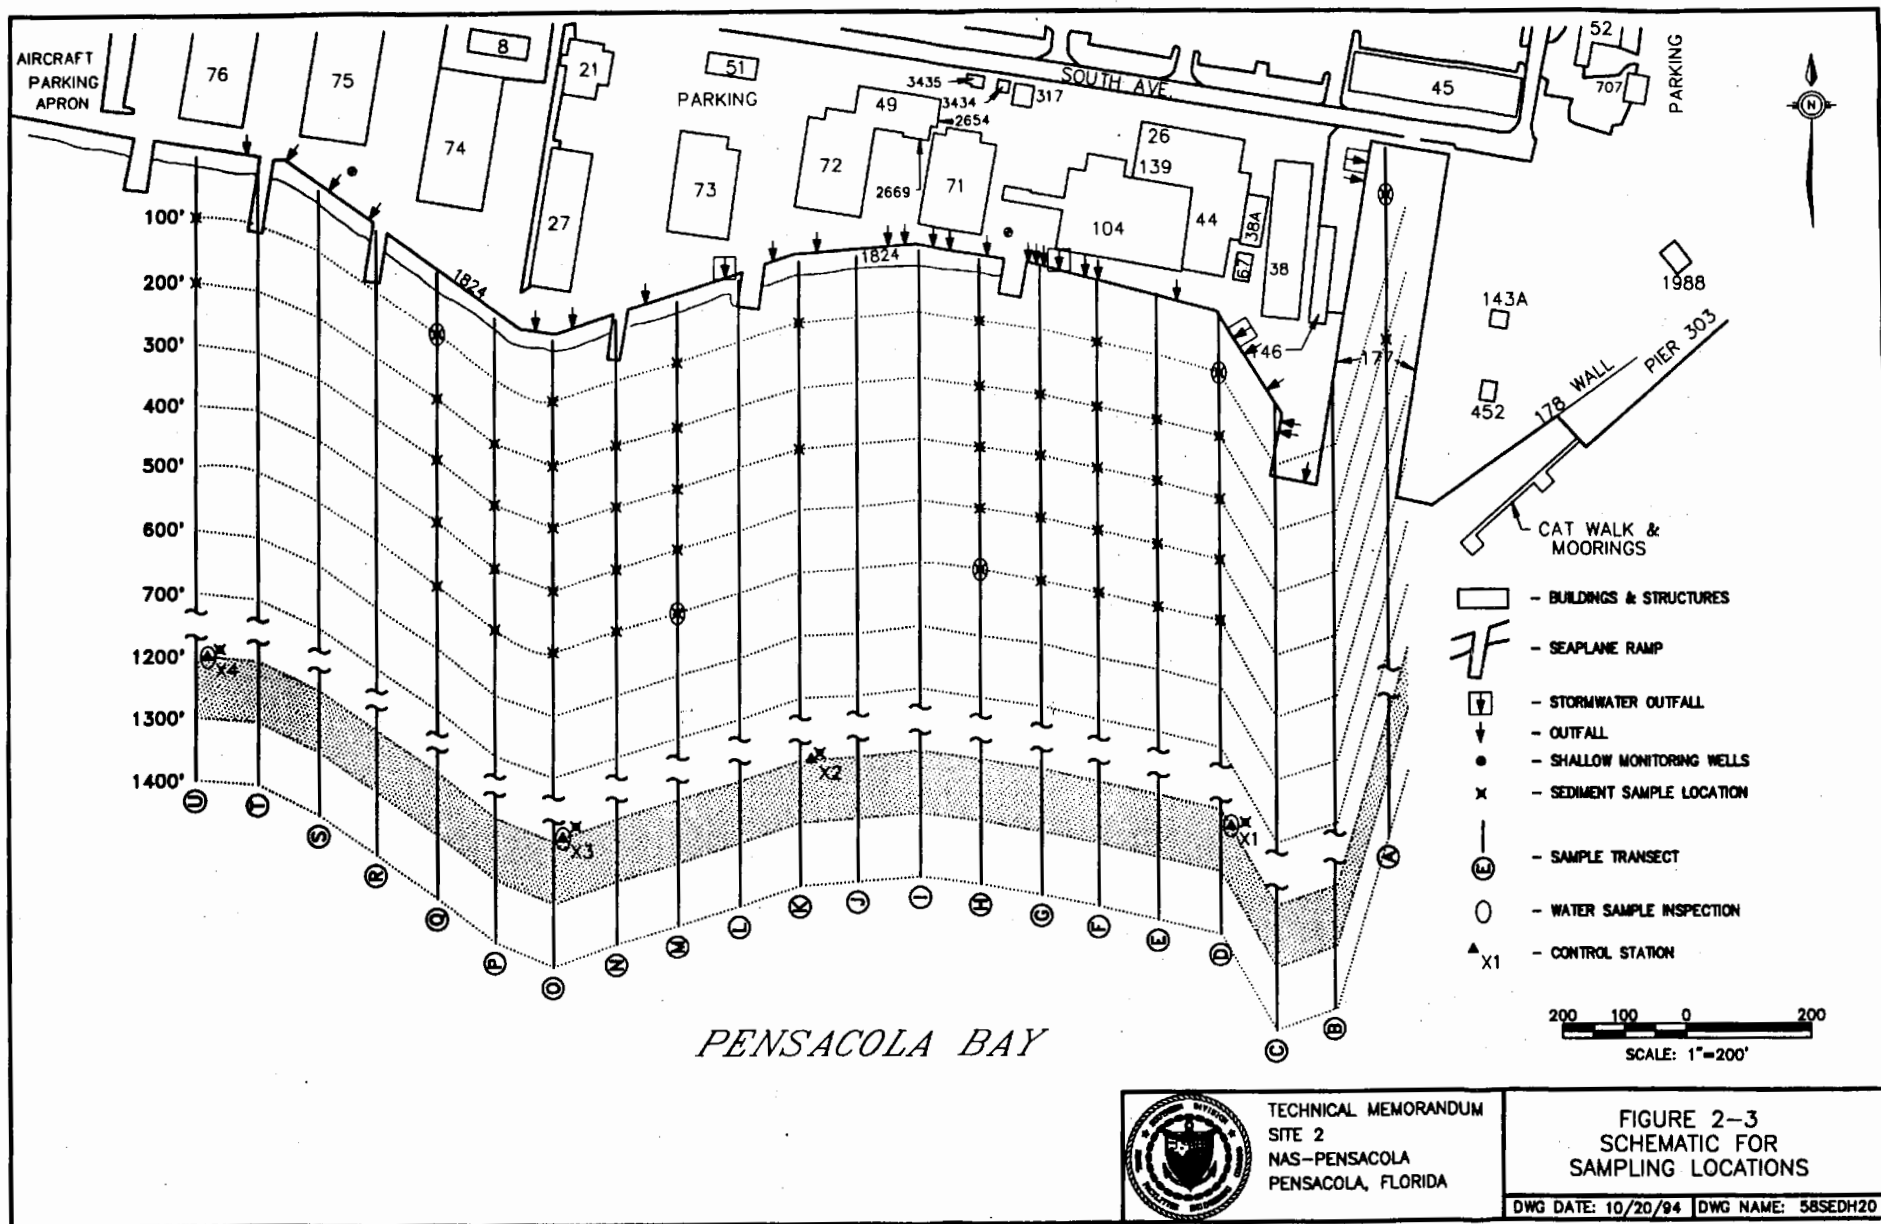 AIRCRAFT
PARKING
APRON
76
75
8
74
21
27
51
PARKING
73
3435
3434
317
49
2654
72
2669
71
SOUTH AVE.
26
139
104
44
38A
67
38
45
52
707
PARKING
N
1988
143A
452
146
177
178 WALL
PIER 303
CAT WALK &
MOORINGS
1824
1824
100'
200'
300'
400'
500'
600'
700'
1200'
1300'
1400'
X4
X3
X2
X1
U
T
S
R
Q
P
O
N
M
L
K
J
I
H
G
F
E
D
C
B
A
- BUILDINGS & STRUCTURES
- SEAPLANE RAMP
- STORMWATER OUTFALL
- OUTFALL
- SHALLOW MONITORING WELLS
- SEDIMENT SAMPLE LOCATION
E - SAMPLE TRANSECT
- WATER SAMPLE INSPECTION
X1 - CONTROL STATION
200 100 0 200
SCALE: 1"=200'
PENSACOLA BAY
TECHNICAL MEMORANDUM
SITE 2
NAS-PENSACOLA
PENSACOLA, FLORIDA
FIGURE 2-3
SCHEMATIC FOR
SAMPLING LOCATIONS
DWG DATE: 10/20/94 DWG NAME: 58SEDH20